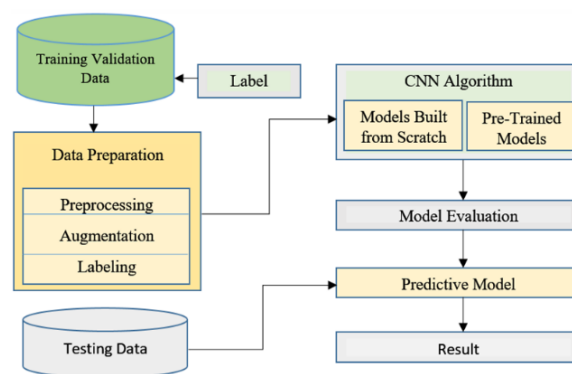 Training Validation
Data
Label
Data Preparation
Preprocessing
Augmentation
Labeling
Testing Data
CNN Algorithm
Models Built
from Scratch
Pre-Trained
Models
Model Evaluation
Predictive Model
Result